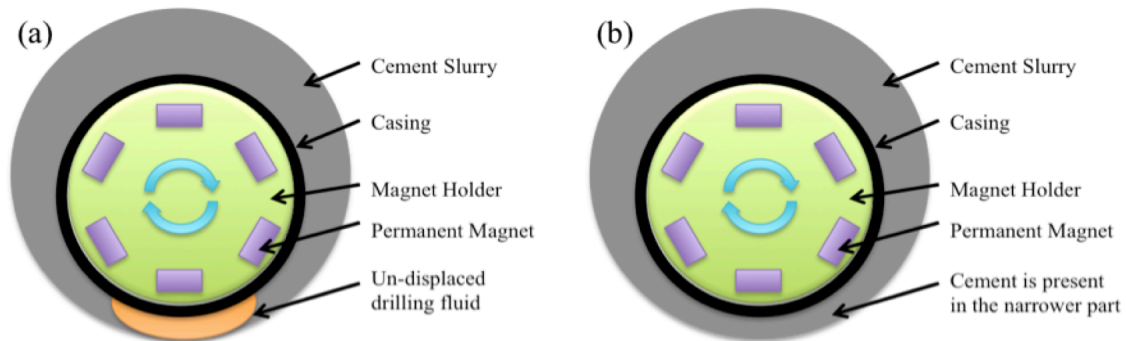 (a)
Cement Slurry
Casing
Magnet Holder
Permanent Magnet
Un-displaced
drilling fluid
(b)
Cement Slurry
Casing
Magnet Holder
Permanent Magnet
Cement is present
in the narrower part